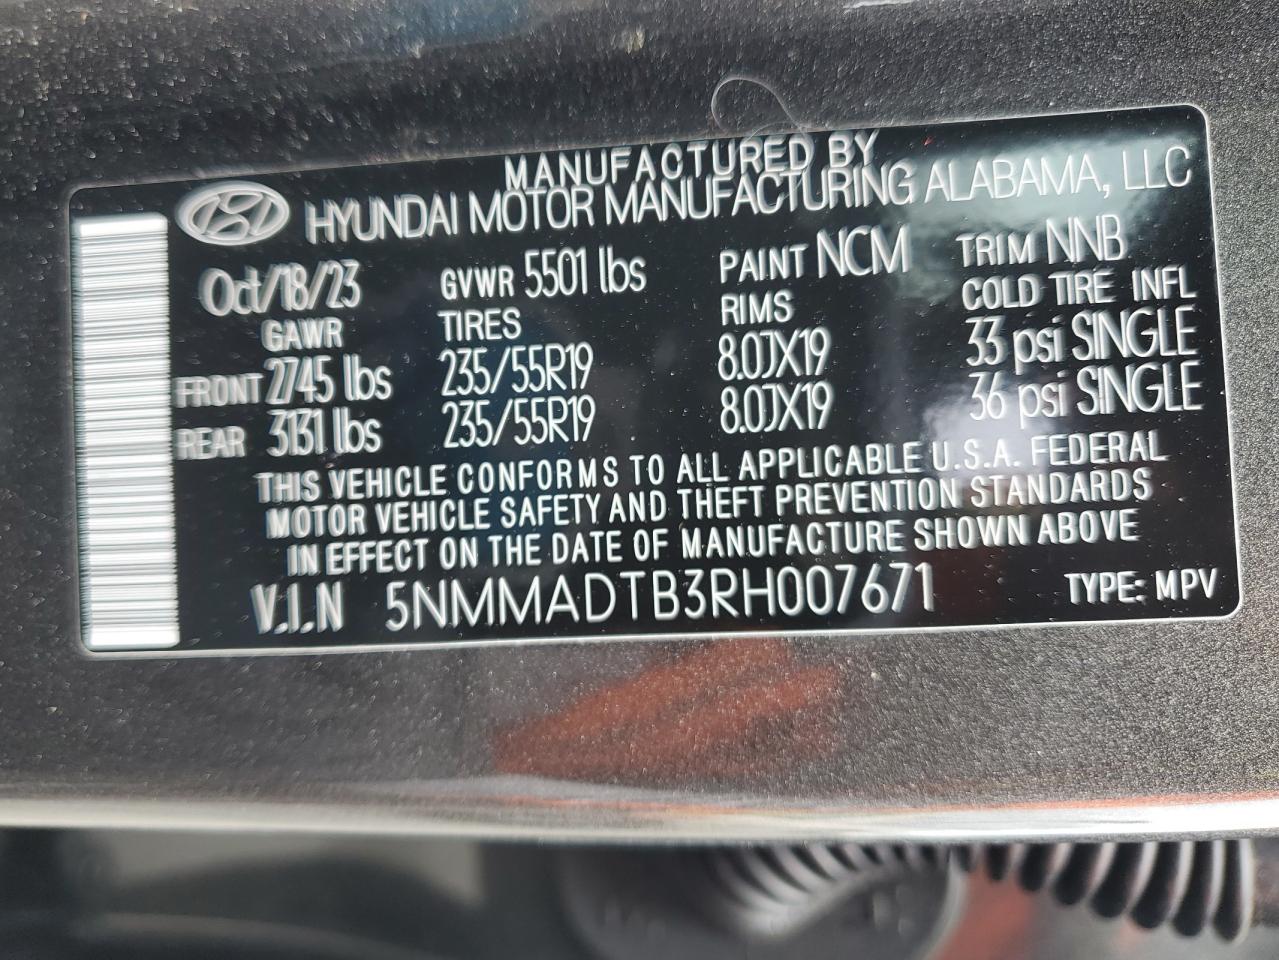 MANUFACTURED BY
HYUNDAI MOTOR MANUFACTURING ALABAMA, LLC
Oct/18/23 GVWR 5501 lbs PAINT NCM TRIM NNB
GAWR TIRES RIMS COLD TIRE INFL
FRONT 2745 lbs 235/55R19 8.0JX19 33 psi SINGLE
REAR 3131 lbs 235/55R19 8.0JX19 36 psi SINGLE
THIS VEHICLE CONFORMS TO ALL APPLICABLE U.S.A. FEDERAL
MOTOR VEHICLE SAFETY AND THEFT PREVENTION STANDARDS
IN EFFECT ON THE DATE OF MANUFACTURE SHOWN ABOVE
V.I.N 5NMMADTB3RH007671 TYPE: MPV